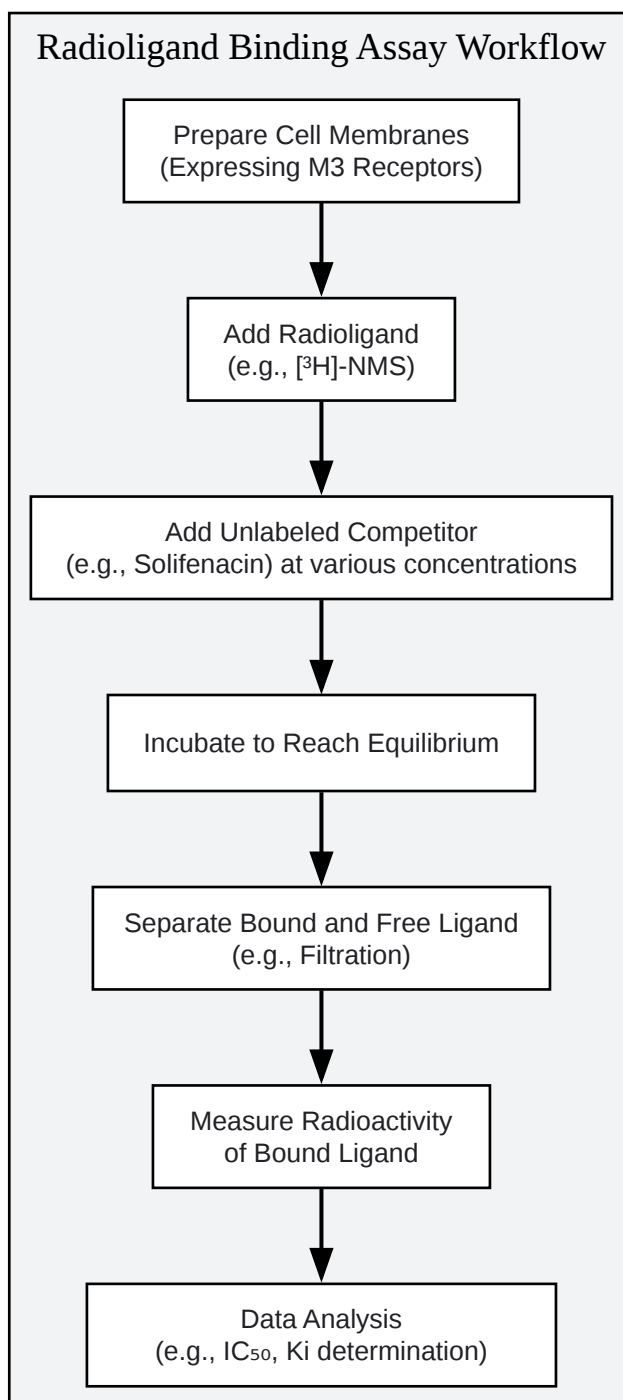 Radioligand Binding Assay Workflow
Prepare Cell Membranes
(Expressing M3 Receptors)
Add Radioligand
(e.g., [³H]-NMS)
Add Unlabeled Competitor
(e.g., Solifenacin) at various concentrations
Incubate to Reach Equilibrium
Separate Bound and Free Ligand
(e.g., Filtration)
Measure Radioactivity
of Bound Ligand
Data Analysis
(e.g., IC₅₀, Ki determination)